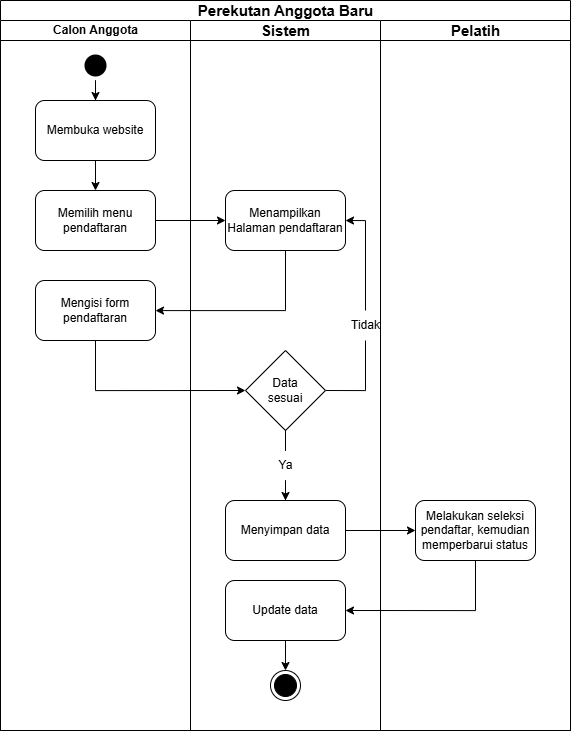 Perekutan Anggota Baru
Calon Anggota
Sistem
Pelatih
Membuka website
Memilih menu
pendaftaran
Menampilkan
Halaman pendaftaran
Mengisi form
pendaftaran
Tidak
Data
sesuai
Ya
Menyimpan data
Melakukan seleksi
pendaftar, kemudian
memperbarui status
Update data